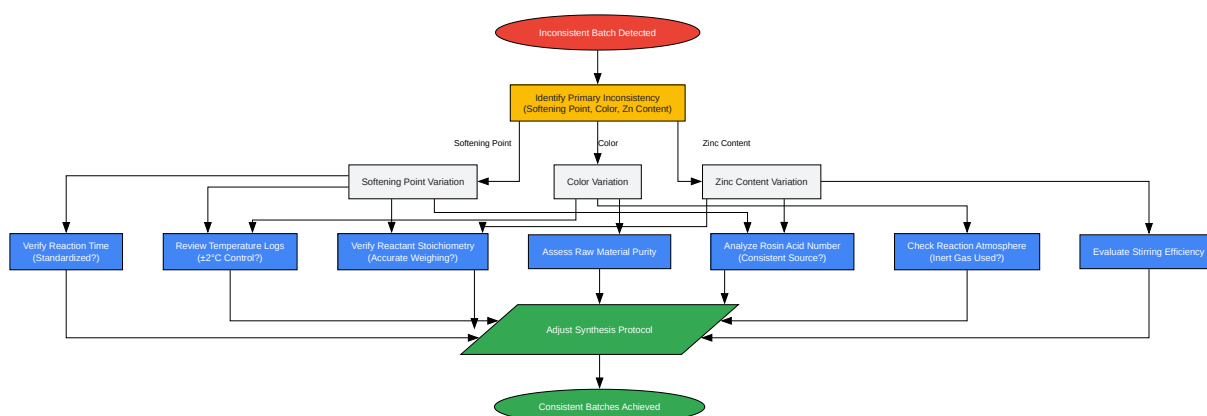 Inconsistent Batch Detected
Identify Primary Inconsistency
(Softening Point, Color, Zn Content)
Softening Point
Color
Zinc Content
Softening Point Variation
Color Variation
Zinc Content Variation
Verify Reaction Time
(Standardized?)
Review Temperature Logs
(±2°C Control?)
Verify Reactant Stoichiometry
(Accurate Weighing?)
Assess Raw Material Purity
Analyze Rosin Acid Number
(Consistent Source?)
Check Reaction Atmosphere
(Inert Gas Used?)
Evaluate Stirring Efficiency
Adjust Synthesis Protocol
Consistent Batches Achieved